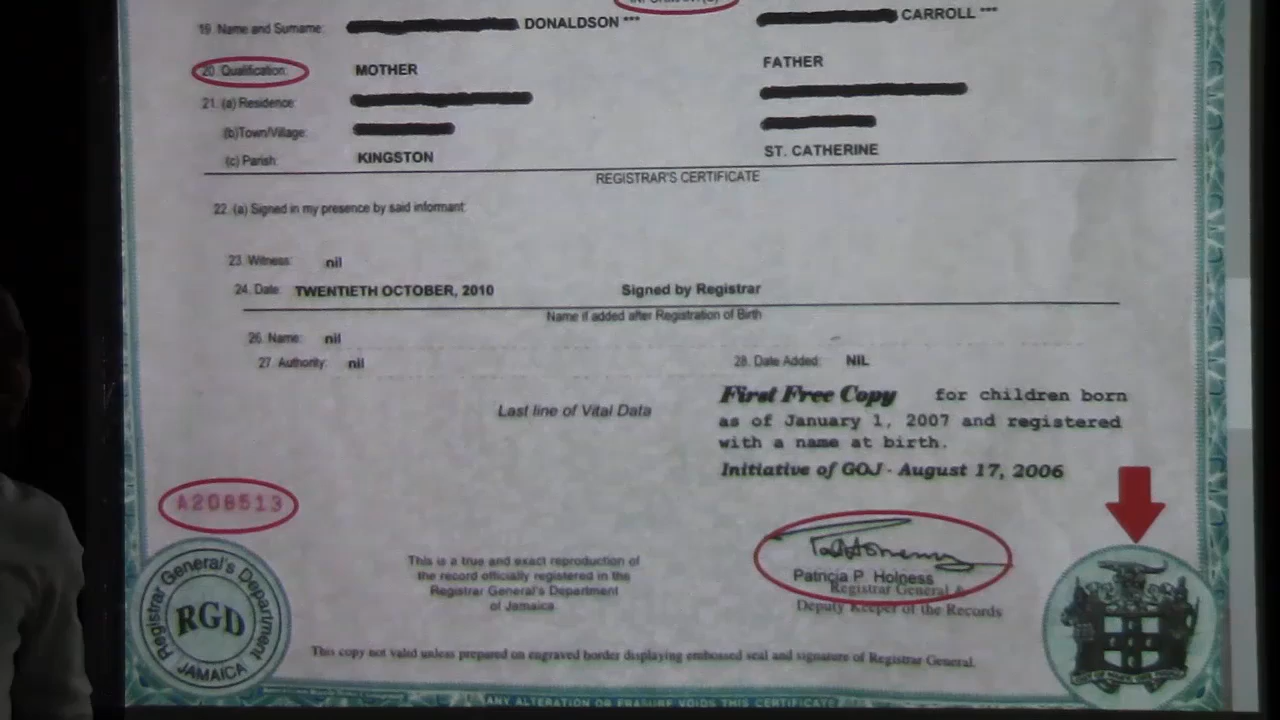 19. Name and Surname: DONALDSON *** CARROLL ***
20. Qualification: MOTHER FATHER
21. (a) Residence:
(b)Town/Village:
(c) Parish: KINGSTON ST. CATHERINE
REGISTRAR'S CERTIFICATE
22. (a) Signed in my presence by said informant:
23. Witness: nil
24. Date: TWENTIETH OCTOBER, 2010 Signed by Registrar
Name if added after Registration of Birth
26. Name: nil
27. Authority: nil 28. Date Added: NIL
First Free Copy for children born
as of January 1, 2007 and registered
with a name at birth.
Initiative of GOJ - August 17, 2006
Last line of Vital Data
A208513
Registrar General's Department
RGD
JAMAICA
This is a true and exact reproduction of
the record officially registered in the
Registrar General's Department
of Jamaica.
Patricia P. Holness
Registrar General &
Deputy Keeper of the Records
This copy not valid unless prepared on engraved border displaying embossed seal and signature of Registrar General.
ANY ALTERATION OR ERASURE VOIDS THIS CERTIFICATE